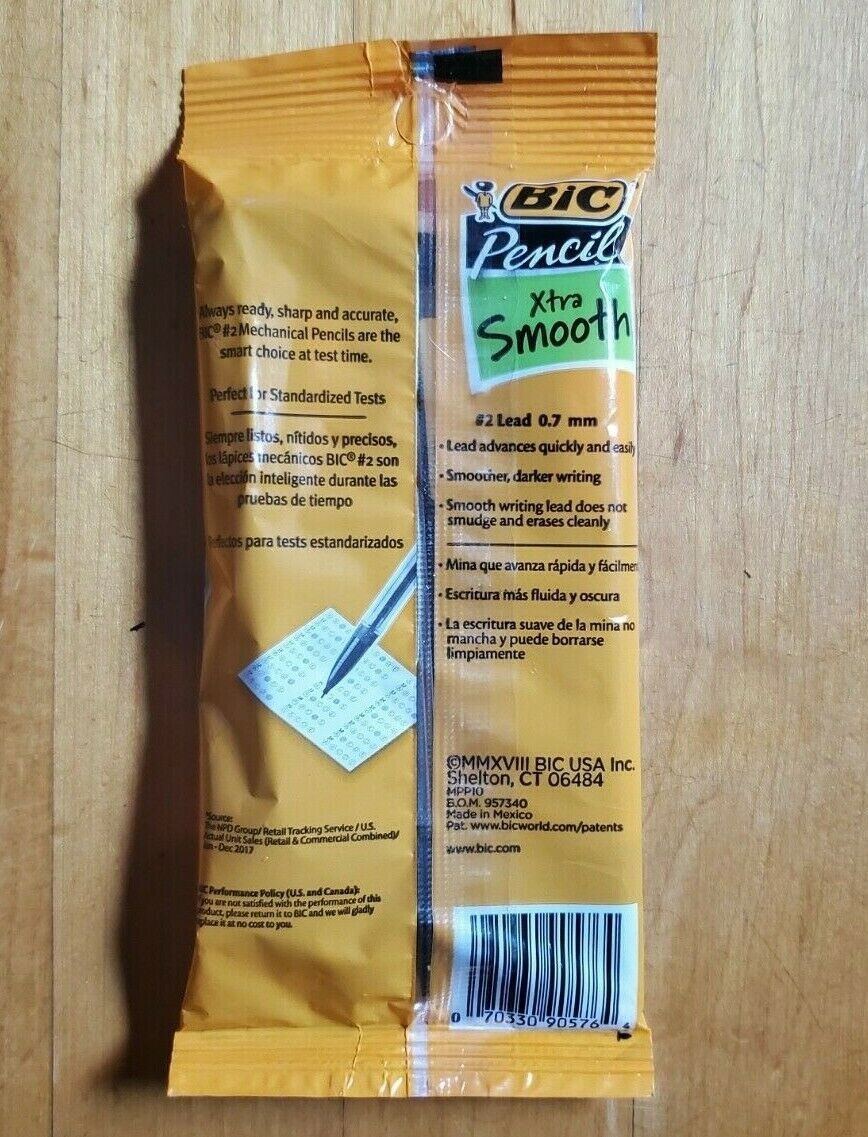 Always ready, sharp and accurate,
BIC® #2 Mechanical Pencils are the
smart choice at test time.
Perfect for Standardized Tests
Siempre listos, nítidos y precisos,
los lápices mecánicos BIC® #2 son
la elección inteligente durante las
pruebas de tiempo
Perfectos para tests estandarizados
*Source:
The NPD Group/ Retail Tracking Service / U.S.
Actual Unit Sales (Retail & Commercial Combined)/
Jan - Dec 2017
BIC Performance Policy (U.S. and Canada):
you are not satisfied with the performance of this
product, please return it to BIC and we will gladly
replace it at no cost to you.
BiC
Pencil
Xtra
Smooth
#2 Lead 0.7 mm
• Lead advances quickly and easily
• Smoother, darker writing
• Smooth writing lead does not
smudge and erases cleanly
• Mina que avanza rápida y fácilmen
• Escritura más fluida y oscura
• La escritura suave de la mina no
mancha y puede borrarse
limpiamente
©MMXVIII BIC USA Inc.
Shelton, CT 06484
MPP10
B.O.M. 957340
Made in Mexico
Pat. www.bicworld.com/patents
www.bic.com
0 70330 90576